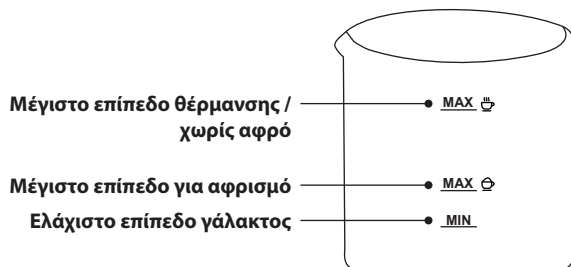 Μέγιστο επίπεδο θέρμανσης /
χωρίς αφρό
MAX
Μέγιστο επίπεδο για αφρισμό
MAX
Ελάχιστο επίπεδο γάλακτος
MIN